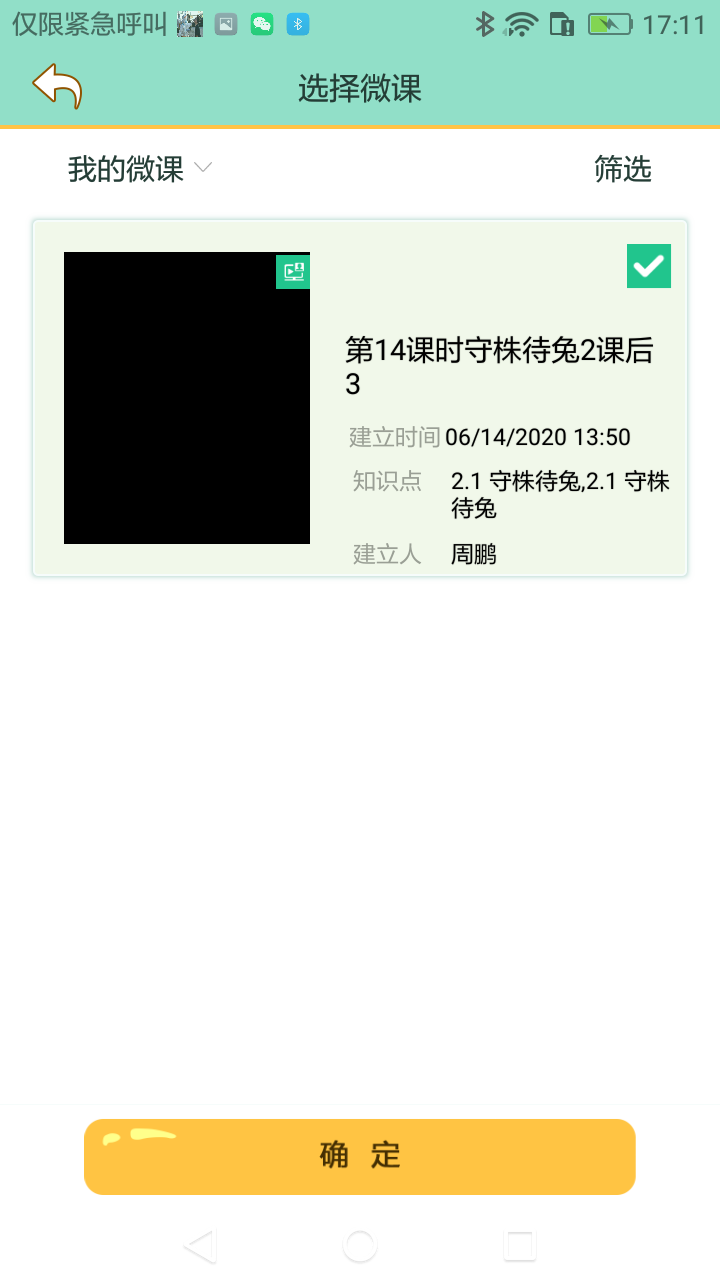 仅限紧急呼叫 17:11
选择微课
我的微课 筛选
第14课时守株待兔2课后
3
建立时间 06/14/2020 13:50
知识点 2.1 守株待兔,2.1 守株
待兔
建立人 周鹏
确 定